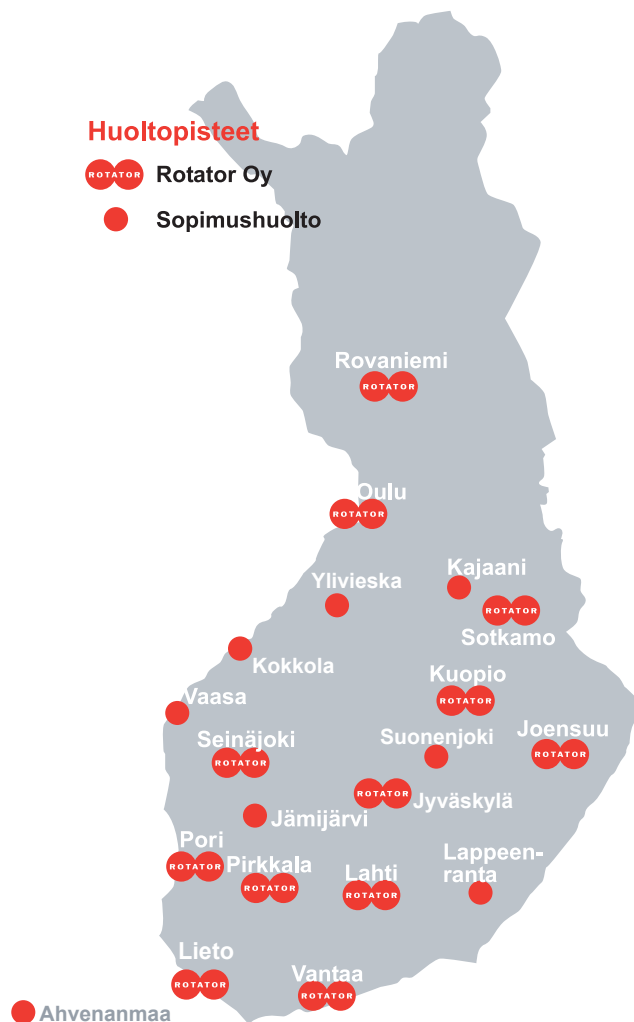 Huoltopisteet
ROTATOR Rotator Oy
Sopimushuolto
Rovaniemi
ROTATOR
Oulu
ROTATOR
Kajaani
Ylivieska
ROTATOR
Sotkamo
Kokkola
Kuopio
ROTATOR
Vaasa
Joensuu
Suonenjoki
Seinäjoki
ROTATOR
ROTATOR
ROTATOR Jyväskylä
Jämijärvi
Pori
Lappeen-
ranta
Pirkkala
Lahti
ROTATOR
ROTATOR
ROTATOR
Lieto
Vantaa
ROTATOR
ROTATOR
Ahvenanmaa